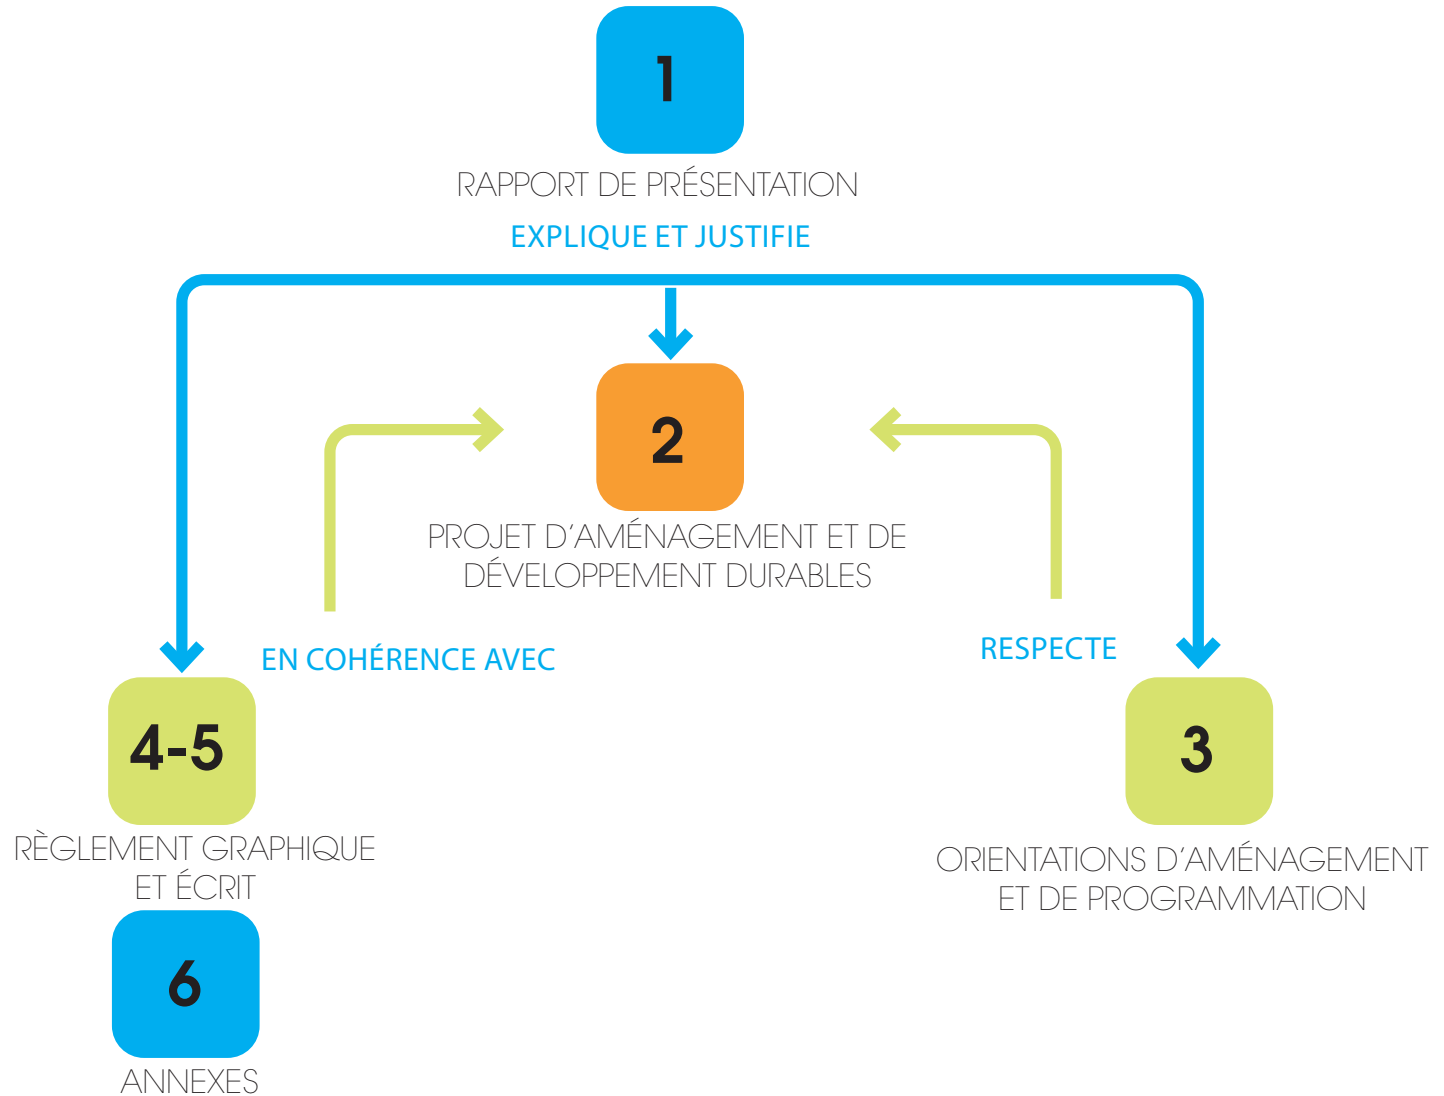 1
RAPPORT DE PRÉSENTATION
EXPLIQUE ET JUSTIFIE
2
PROJET D’AMÉNAGEMENT ET DE
DÉVELOPPEMENT DURABLES
EN COHÉRENCE AVEC
RESPECTE
4-5
RÈGLEMENT GRAPHIQUE
ET ÉCRIT
3
ORIENTATIONS D’AMÉNAGEMENT
ET DE PROGRAMMATION
6
ANNEXES